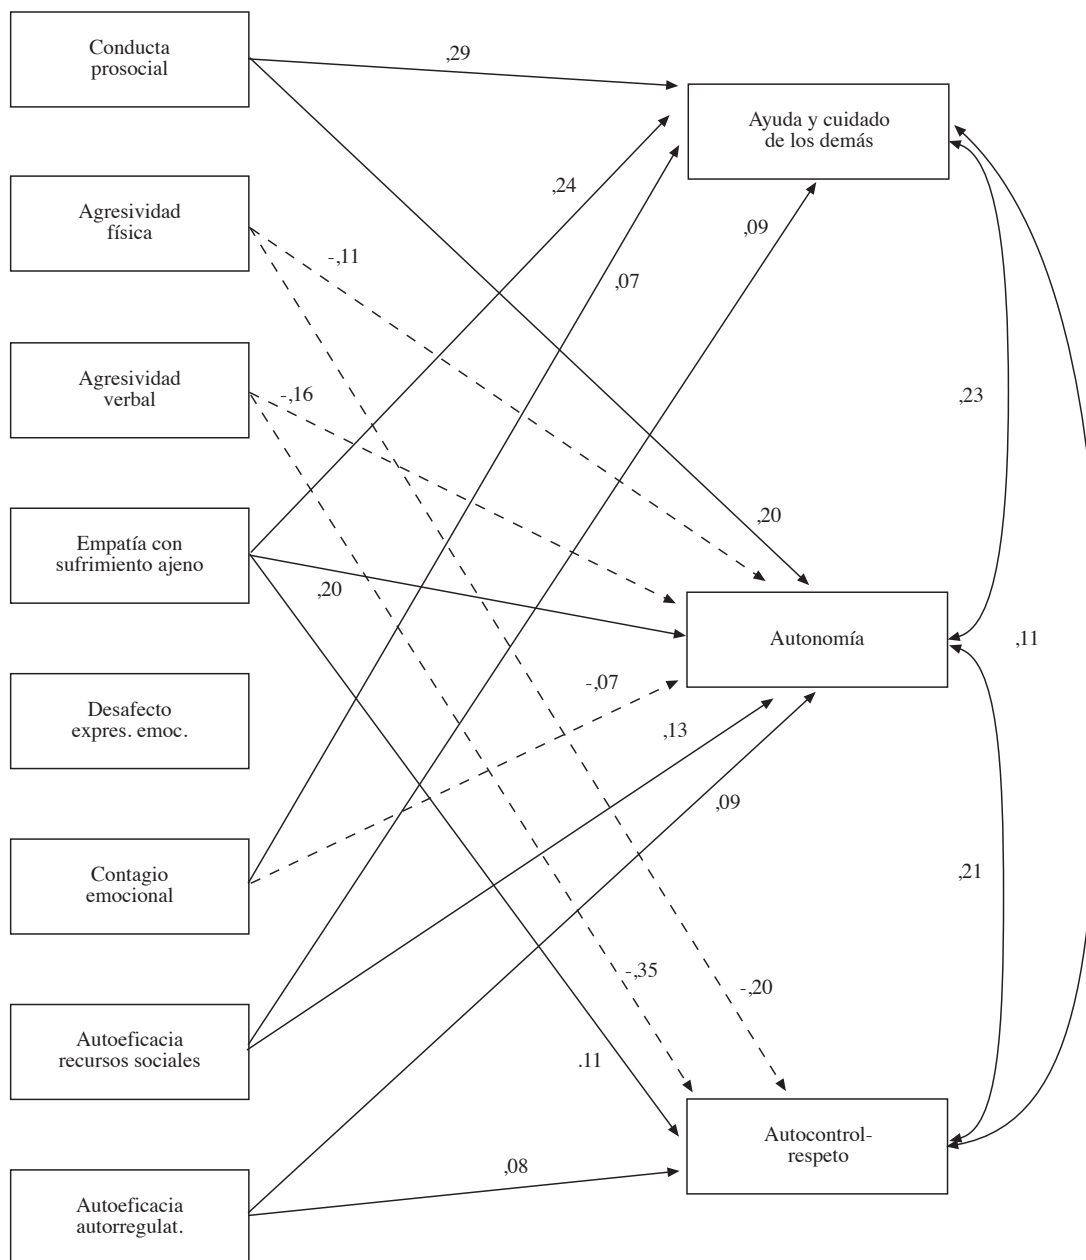 Conducta
prosocial
,29
Ayuda y cuidado
de los demás
,24
Agresividad
física
,09
-,11
,07
Agresividad
verbal
-,16
,23
,20
Empatía con
sufrimiento ajeno
,20
Autonomía
,11
-,07
Desafecto
expres. emoc.
,13
,09
Contagio
emocional
,21
-,35
-,20
Autoeficacia
recursos sociales
.11
Autocontrol-
respeto
,08
Autoeficacia
autorregulat.